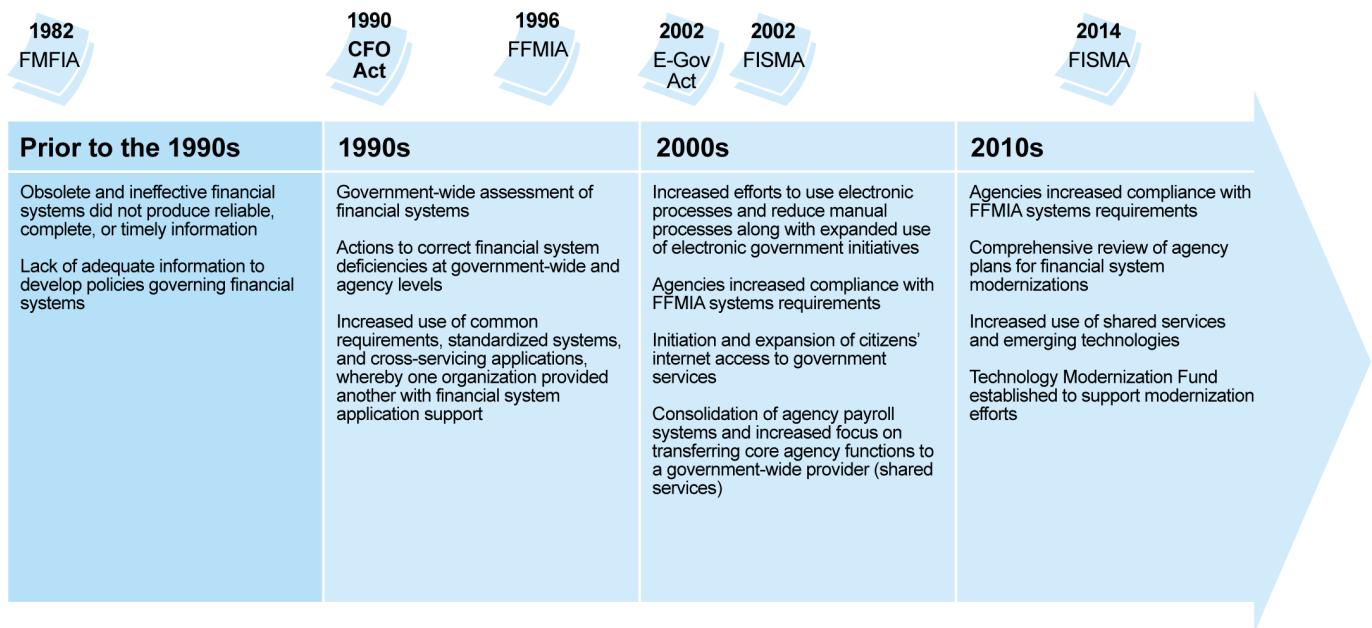 1982
FMFIA
1990
CFO
Act
1996
FFMIA
2002
E-Gov
Act
2002
FISMA
2014
FISMA
Prior to the 1990s
Obsolete and ineffective financial
systems did not produce reliable,
complete, or timely information
Lack of adequate information to
develop policies governing financial
systems
1990s
Government-wide assessment of
financial systems
Actions to correct financial system
deficiencies at government-wide and
agency levels
Increased use of common
requirements, standardized systems,
and cross-servicing applications,
whereby one organization provided
another with financial system
application support
2000s
Increased efforts to use electronic
processes and reduce manual
processes along with expanded use
of electronic government initiatives
Agencies increased compliance with
FFMIA systems requirements
Initiation and expansion of citizens’
internet access to government
services
Consolidation of agency payroll
systems and increased focus on
transferring core agency functions to
a government-wide provider (shared
services)
2010s
Agencies increased compliance with
FFMIA systems requirements
Comprehensive review of agency
plans for financial system
modernizations
Increased use of shared services
and emerging technologies
Technology Modernization Fund
established to support modernization
efforts